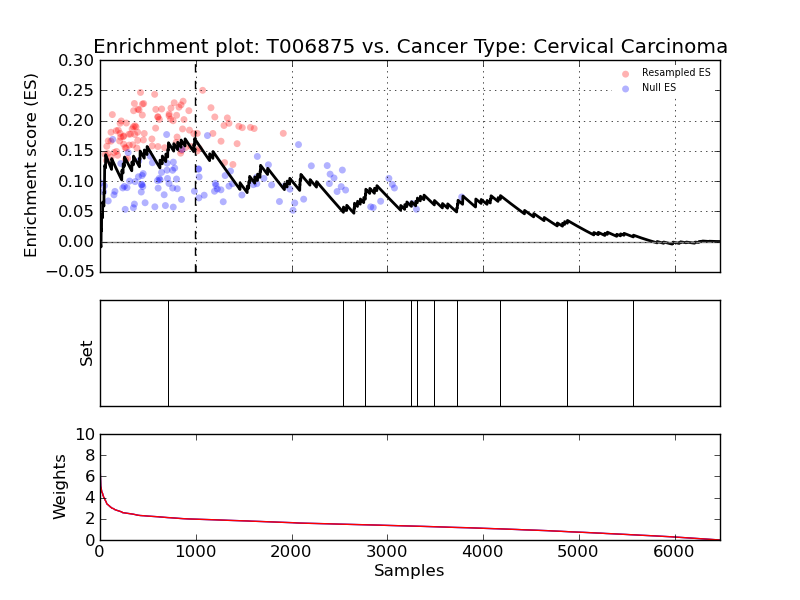 Enrichment plot: T006875 vs. Cancer Type: Cervical Carcinoma
0.30
0.25
0.20
0.15
0.10
0.05
0.00
−0.05
Enrichment score (ES)
Resampled ES
Null ES
Set
10
8
6
4
2
0
Weights
0 1000 2000 3000 4000 5000 6000
Samples